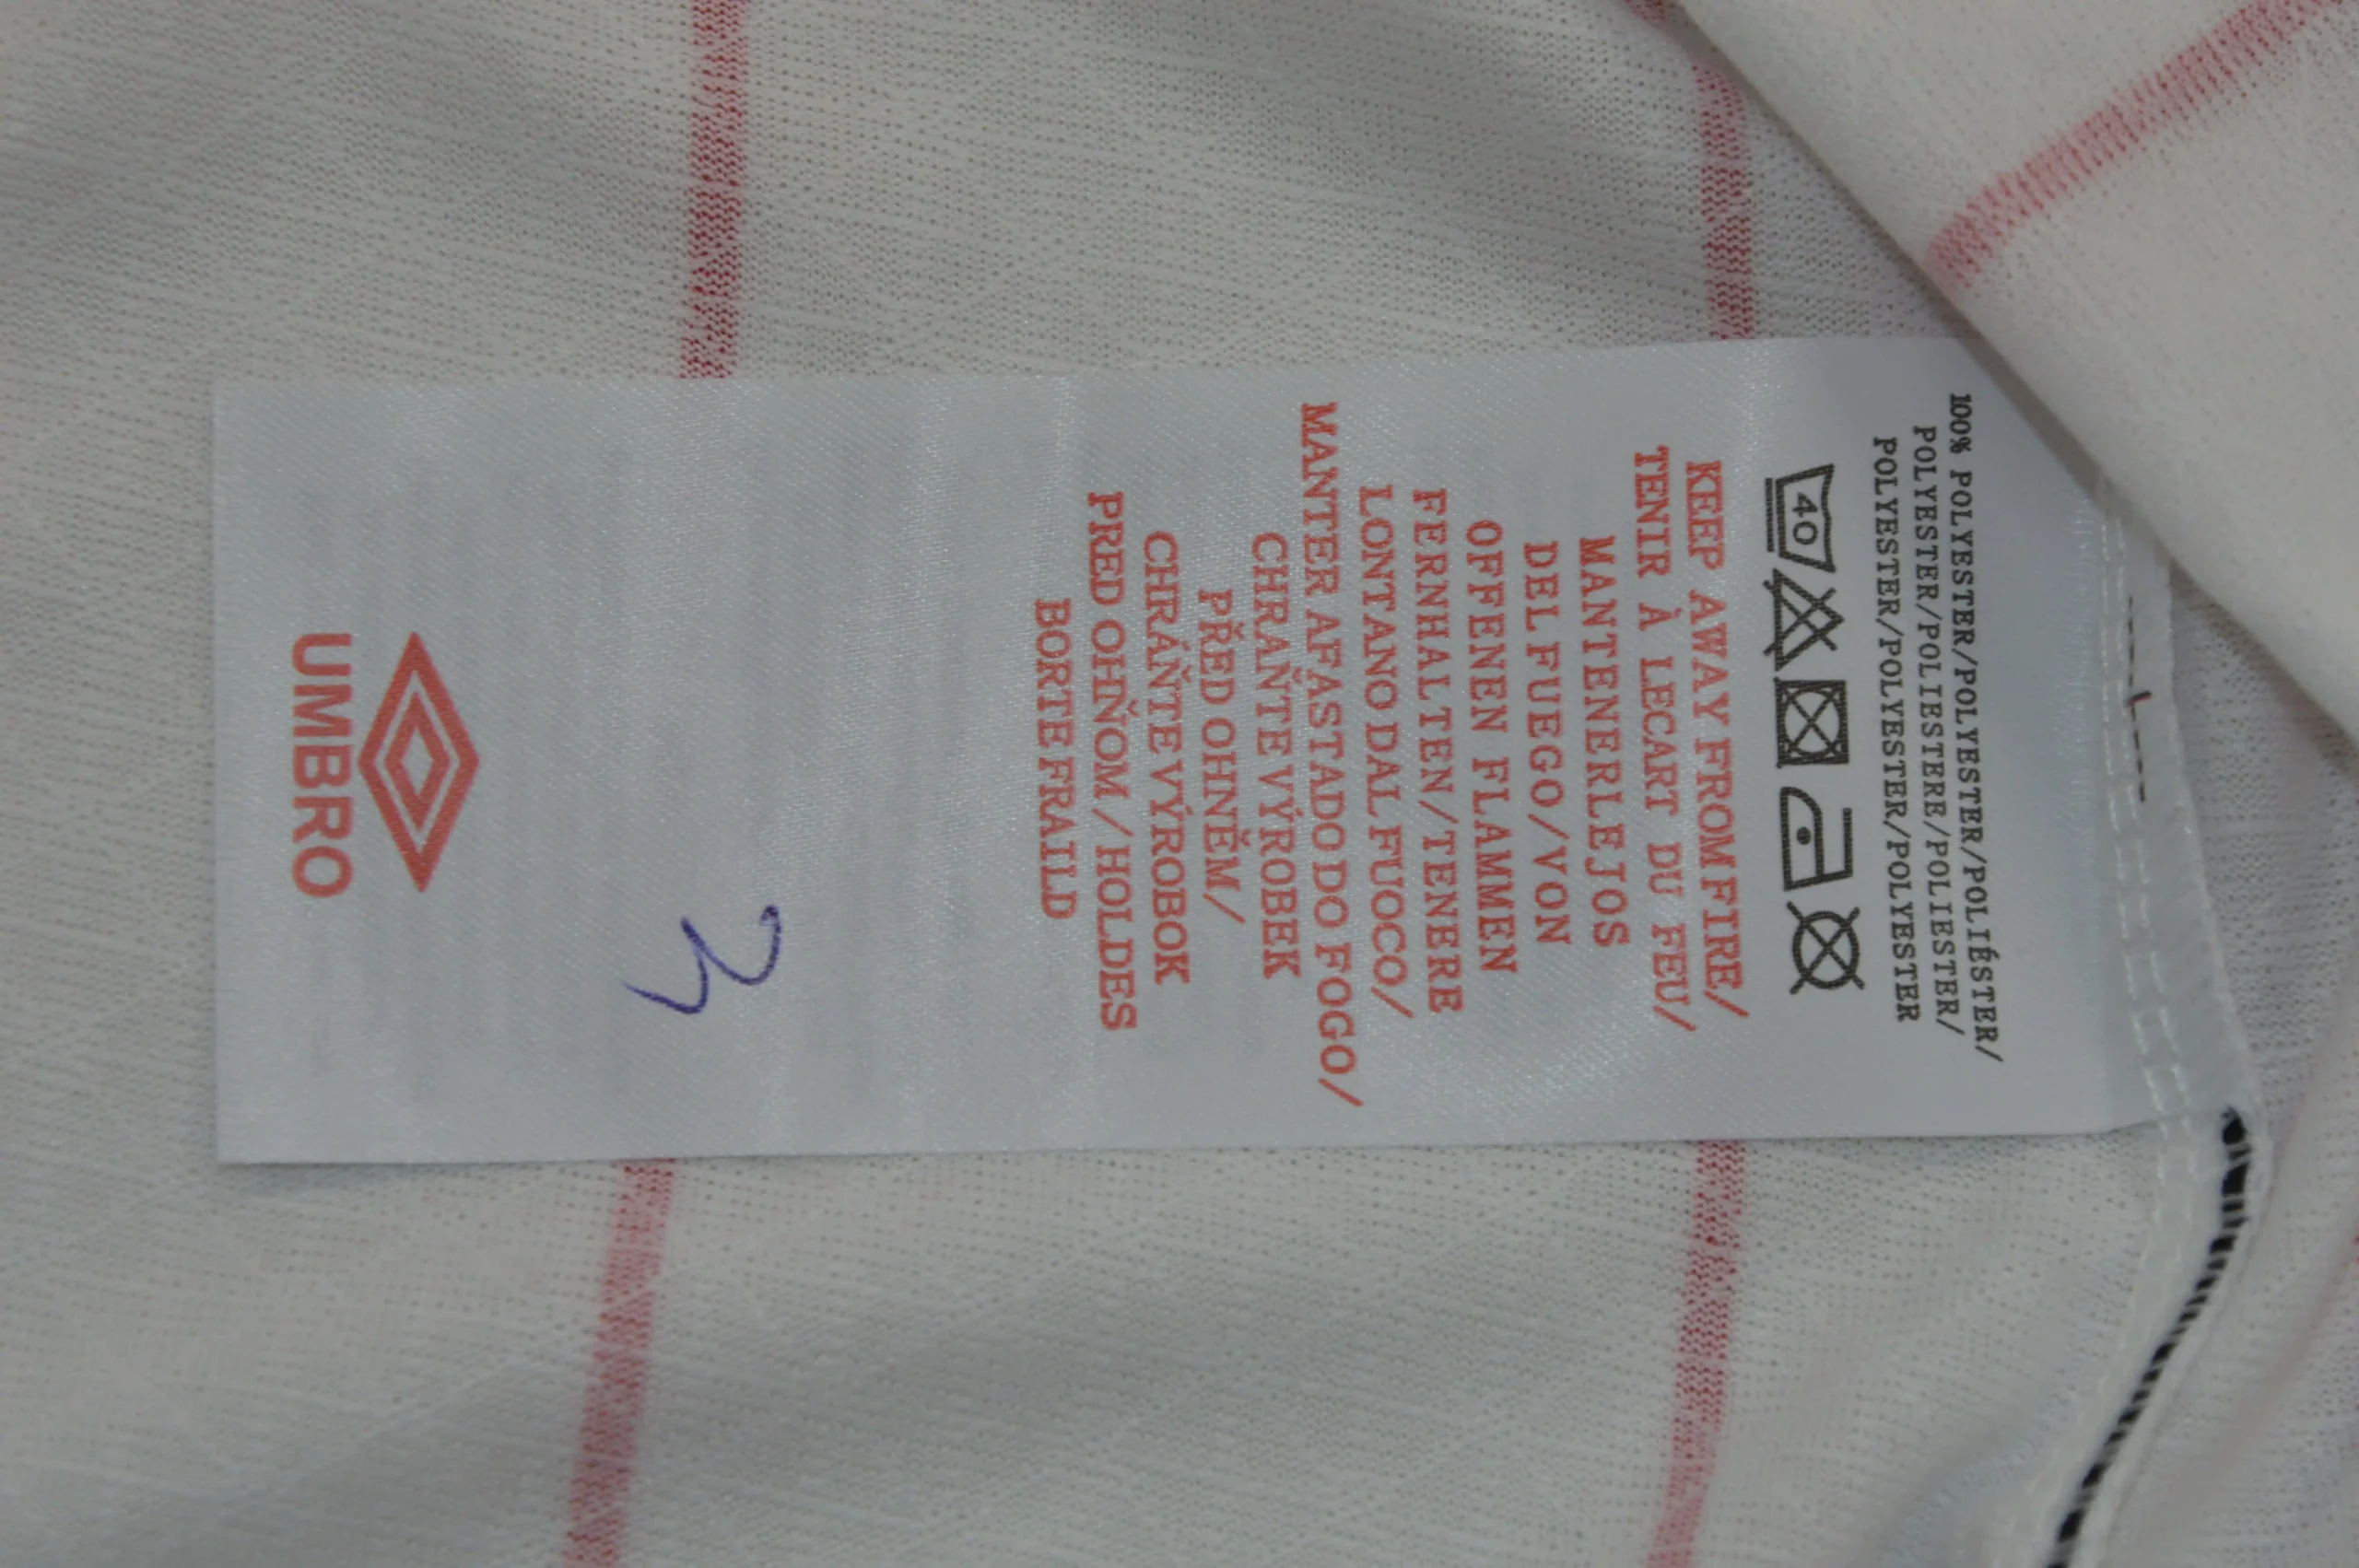 100% POLYESTER/POLYESTER/POLIÉSTER/
POLYESTER/POLIESTERE/POLIESTER/
POLYESTER/POLYESTER/POLYESTER
40
KEEP AWAY FROM FIRE/
TENIR À LECART DU FEU/
MANTENERLEJOS
DEL FUEGO/VON
OFFENEN FLAMMEN
FERNHALTEN/TENERE
LONTANO DAL FUOCO/
MANTER AFASTADO DO FOGO/
CHRAŇTE VÝROBEK
PŘED OHNĚM/
CHRÁŇTE VÝROBOK
PRED OHŇOM/HOLDES
BORTE FRA ILD
UMBRO